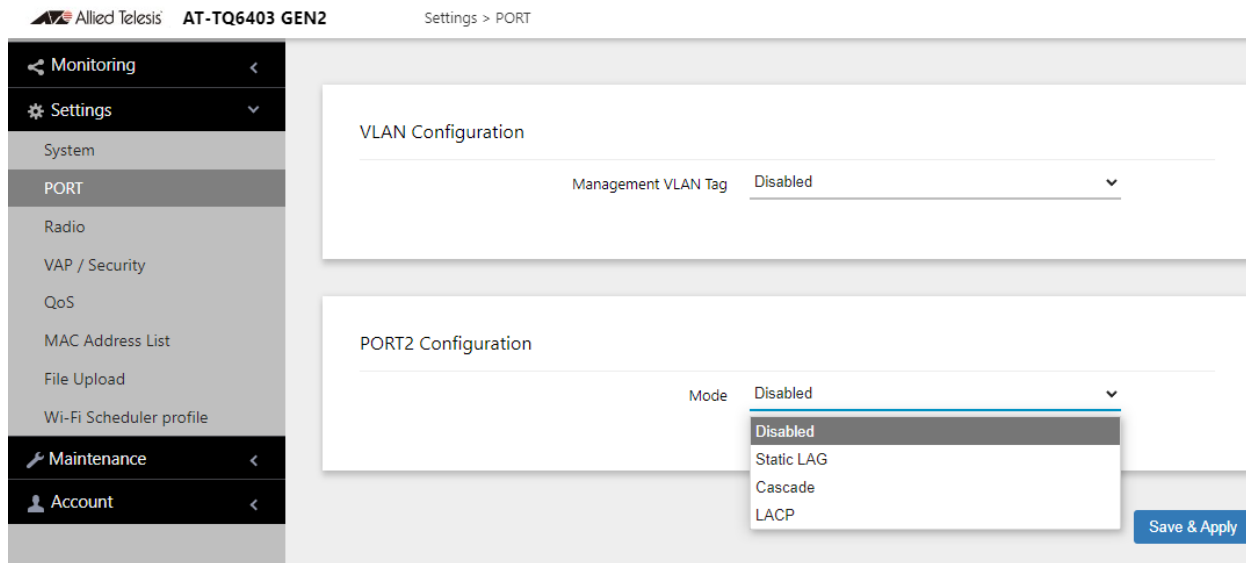 Allied Telesis AT-TQ6403 GEN2 Settings > PORT
Monitoring
Settings
System
PORT
Radio
VAP / Security
QoS
MAC Address List
File Upload
Wi-Fi Scheduler profile
Maintenance
Account
VLAN Configuration
Management VLAN Tag Disabled
PORT2 Configuration
Mode Disabled
Disabled
Static LAG
Cascade
LACP
Save & Apply